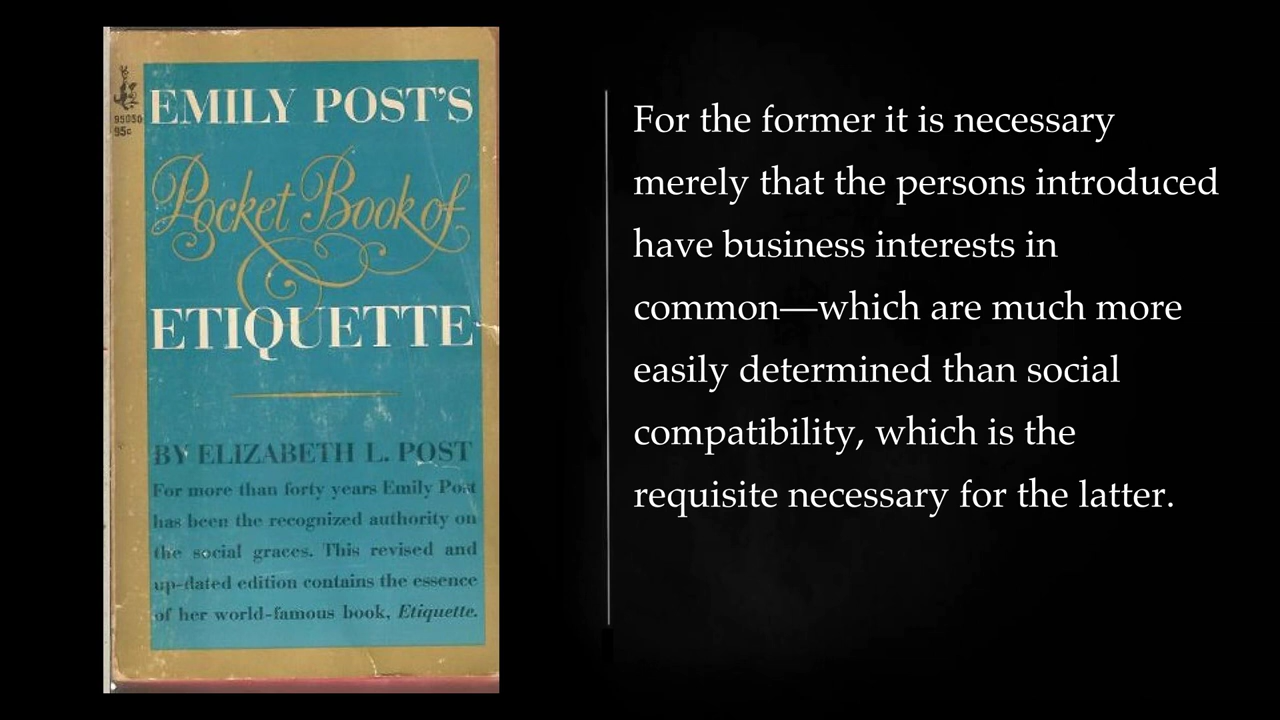 95050
95c
EMILY POST'S
Pocket Book of
ETIQUETTE
BY ELIZABETH L. POST
For more than forty years Emily Post
has been the recognized authority on
the social graces. This revised and
up-dated edition contains the essence
of her world-famous book, Etiquette.
For the former it is necessary
merely that the persons introduced
have business interests in
common—which are much more
easily determined than social
compatibility, which is the
requisite necessary for the latter.